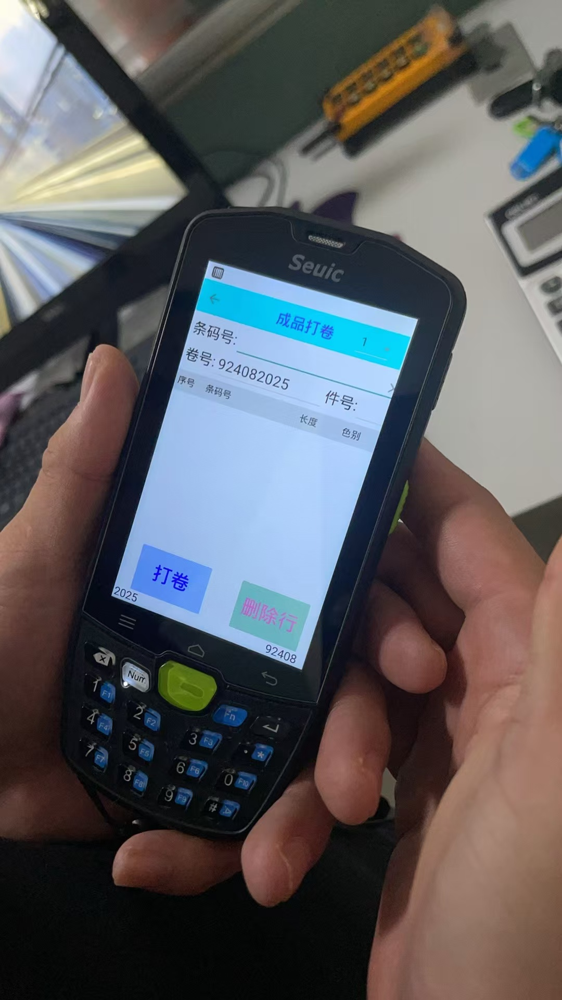 Seuic
成品打卷 1
条码号:
卷号: 924082025 件号:
序号 条码号 长度 色别
打卷 删除行
2025 92408
Num
1 F1 2 F2 3 F3 Fn
4 F4 5 F5 6 F6 . *
7 F7 8 F8 9 F9 0 F10
#